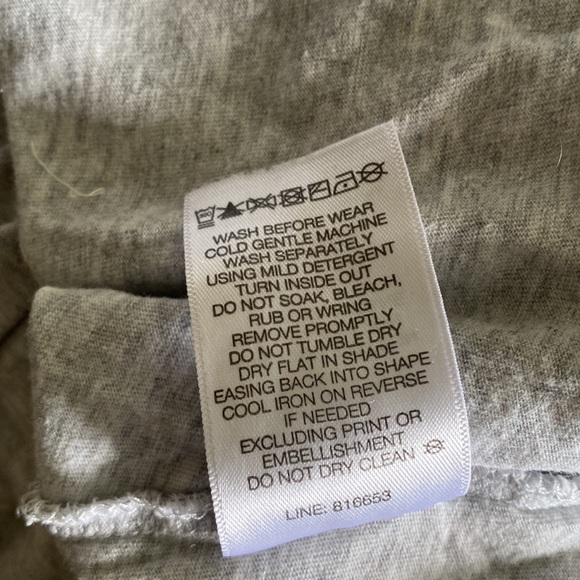 WASH BEFORE WEAR
COLD GENTLE MACHINE
WASH SEPARATELY
USING MILD DETERGENT
TURN INSIDE OUT
DO NOT SOAK, BLEACH,
RUB OR WRING
REMOVE PROMPTLY
DO NOT TUMBLE DRY
DRY FLAT IN SHADE
EASING BACK INTO SHAPE
COOL IRON ON REVERSE
IF NEEDED
EXCLUDING PRINT OR
EMBELLISHMENT
DO NOT DRY CLEAN
LINE: 816653